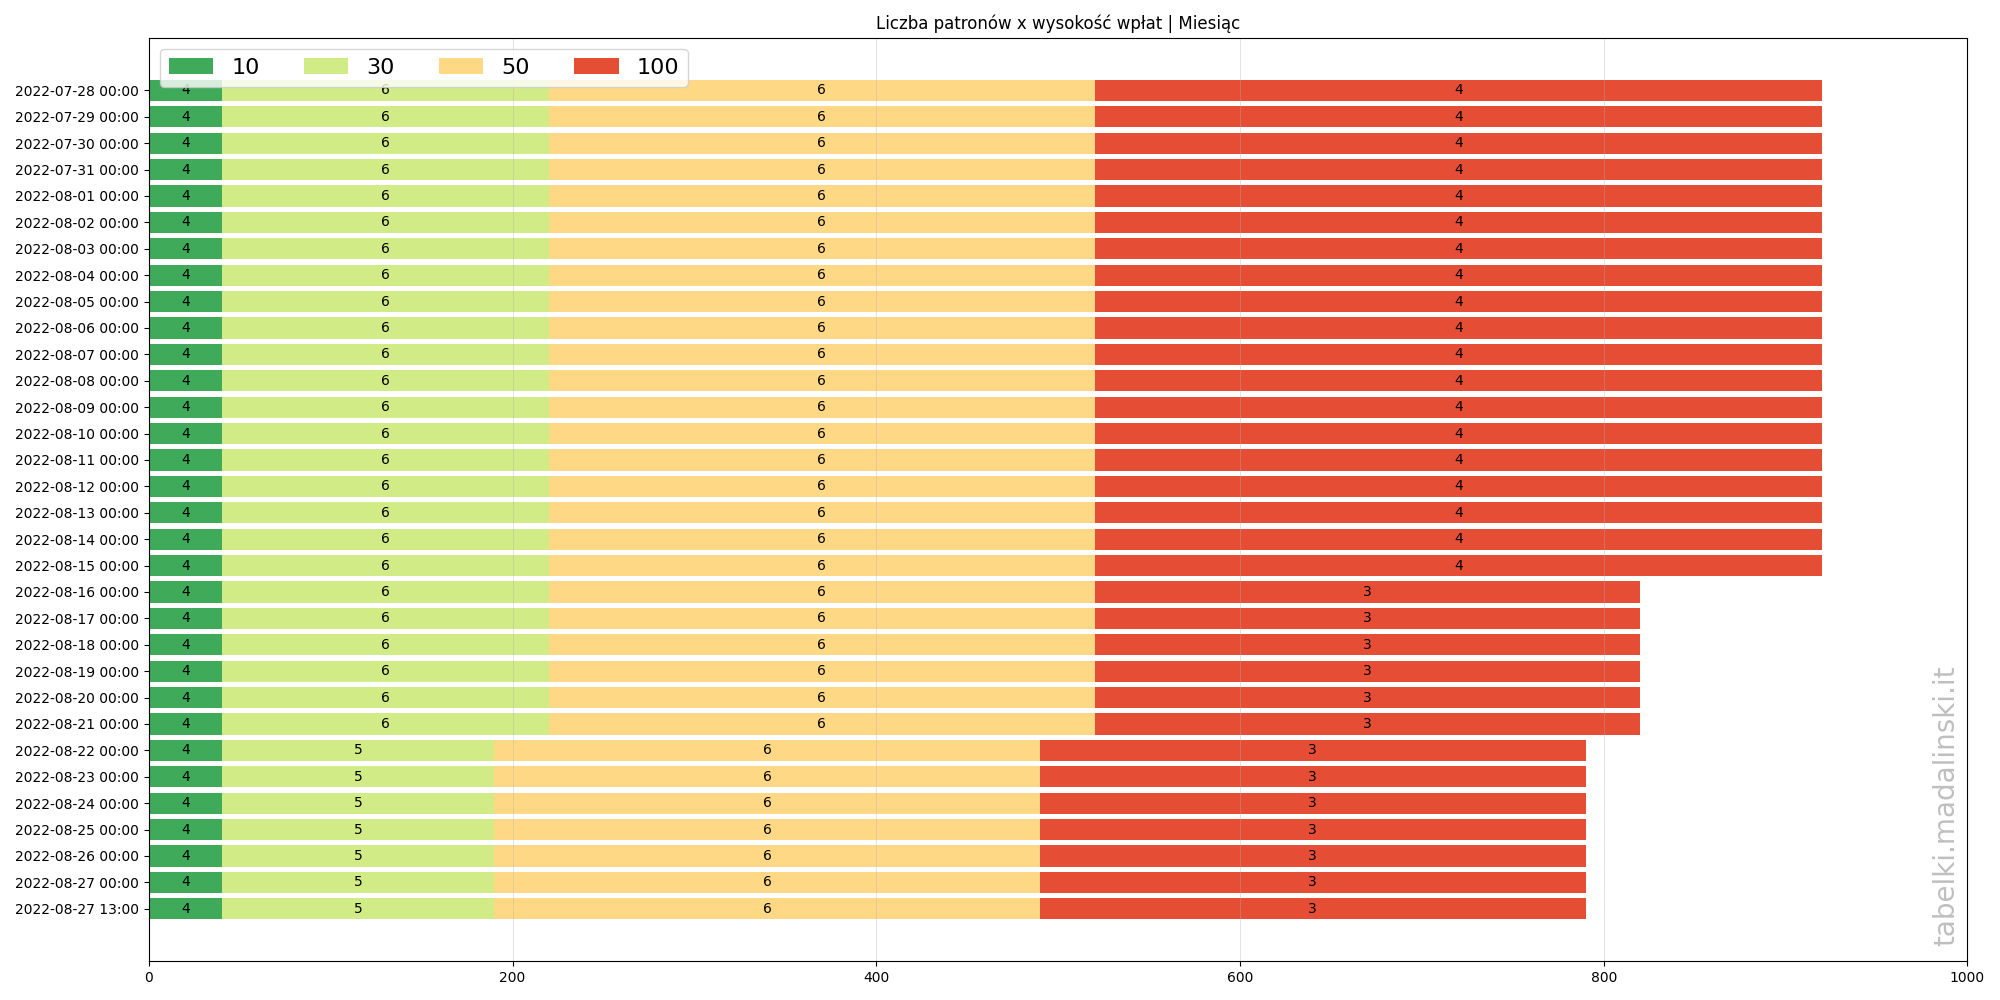 Liczba patronów x wysokość wpłat | Miesiąc
10 30 50 100
2022-07-28 00:00 4 6 6 4
2022-07-29 00:00 4 6 6 4
2022-07-30 00:00 4 6 6 4
2022-07-31 00:00 4 6 6 4
2022-08-01 00:00 4 6 6 4
2022-08-02 00:00 4 6 6 4
2022-08-03 00:00 4 6 6 4
2022-08-04 00:00 4 6 6 4
2022-08-05 00:00 4 6 6 4
2022-08-06 00:00 4 6 6 4
2022-08-07 00:00 4 6 6 4
2022-08-08 00:00 4 6 6 4
2022-08-09 00:00 4 6 6 4
2022-08-10 00:00 4 6 6 4
2022-08-11 00:00 4 6 6 4
2022-08-12 00:00 4 6 6 4
2022-08-13 00:00 4 6 6 4
2022-08-14 00:00 4 6 6 4
2022-08-15 00:00 4 6 6 4
2022-08-16 00:00 4 6 6 3
2022-08-17 00:00 4 6 6 3
2022-08-18 00:00 4 6 6 3
2022-08-19 00:00 4 6 6 3
2022-08-20 00:00 4 6 6 3
2022-08-21 00:00 4 6 6 3
2022-08-22 00:00 4 5 6 3
2022-08-23 00:00 4 5 6 3
2022-08-24 00:00 4 5 6 3
2022-08-25 00:00 4 5 6 3
2022-08-26 00:00 4 5 6 3
2022-08-27 00:00 4 5 6 3
2022-08-27 13:00 4 5 6 3
0 200 400 600 800 1000
tabelki.madalinski.it